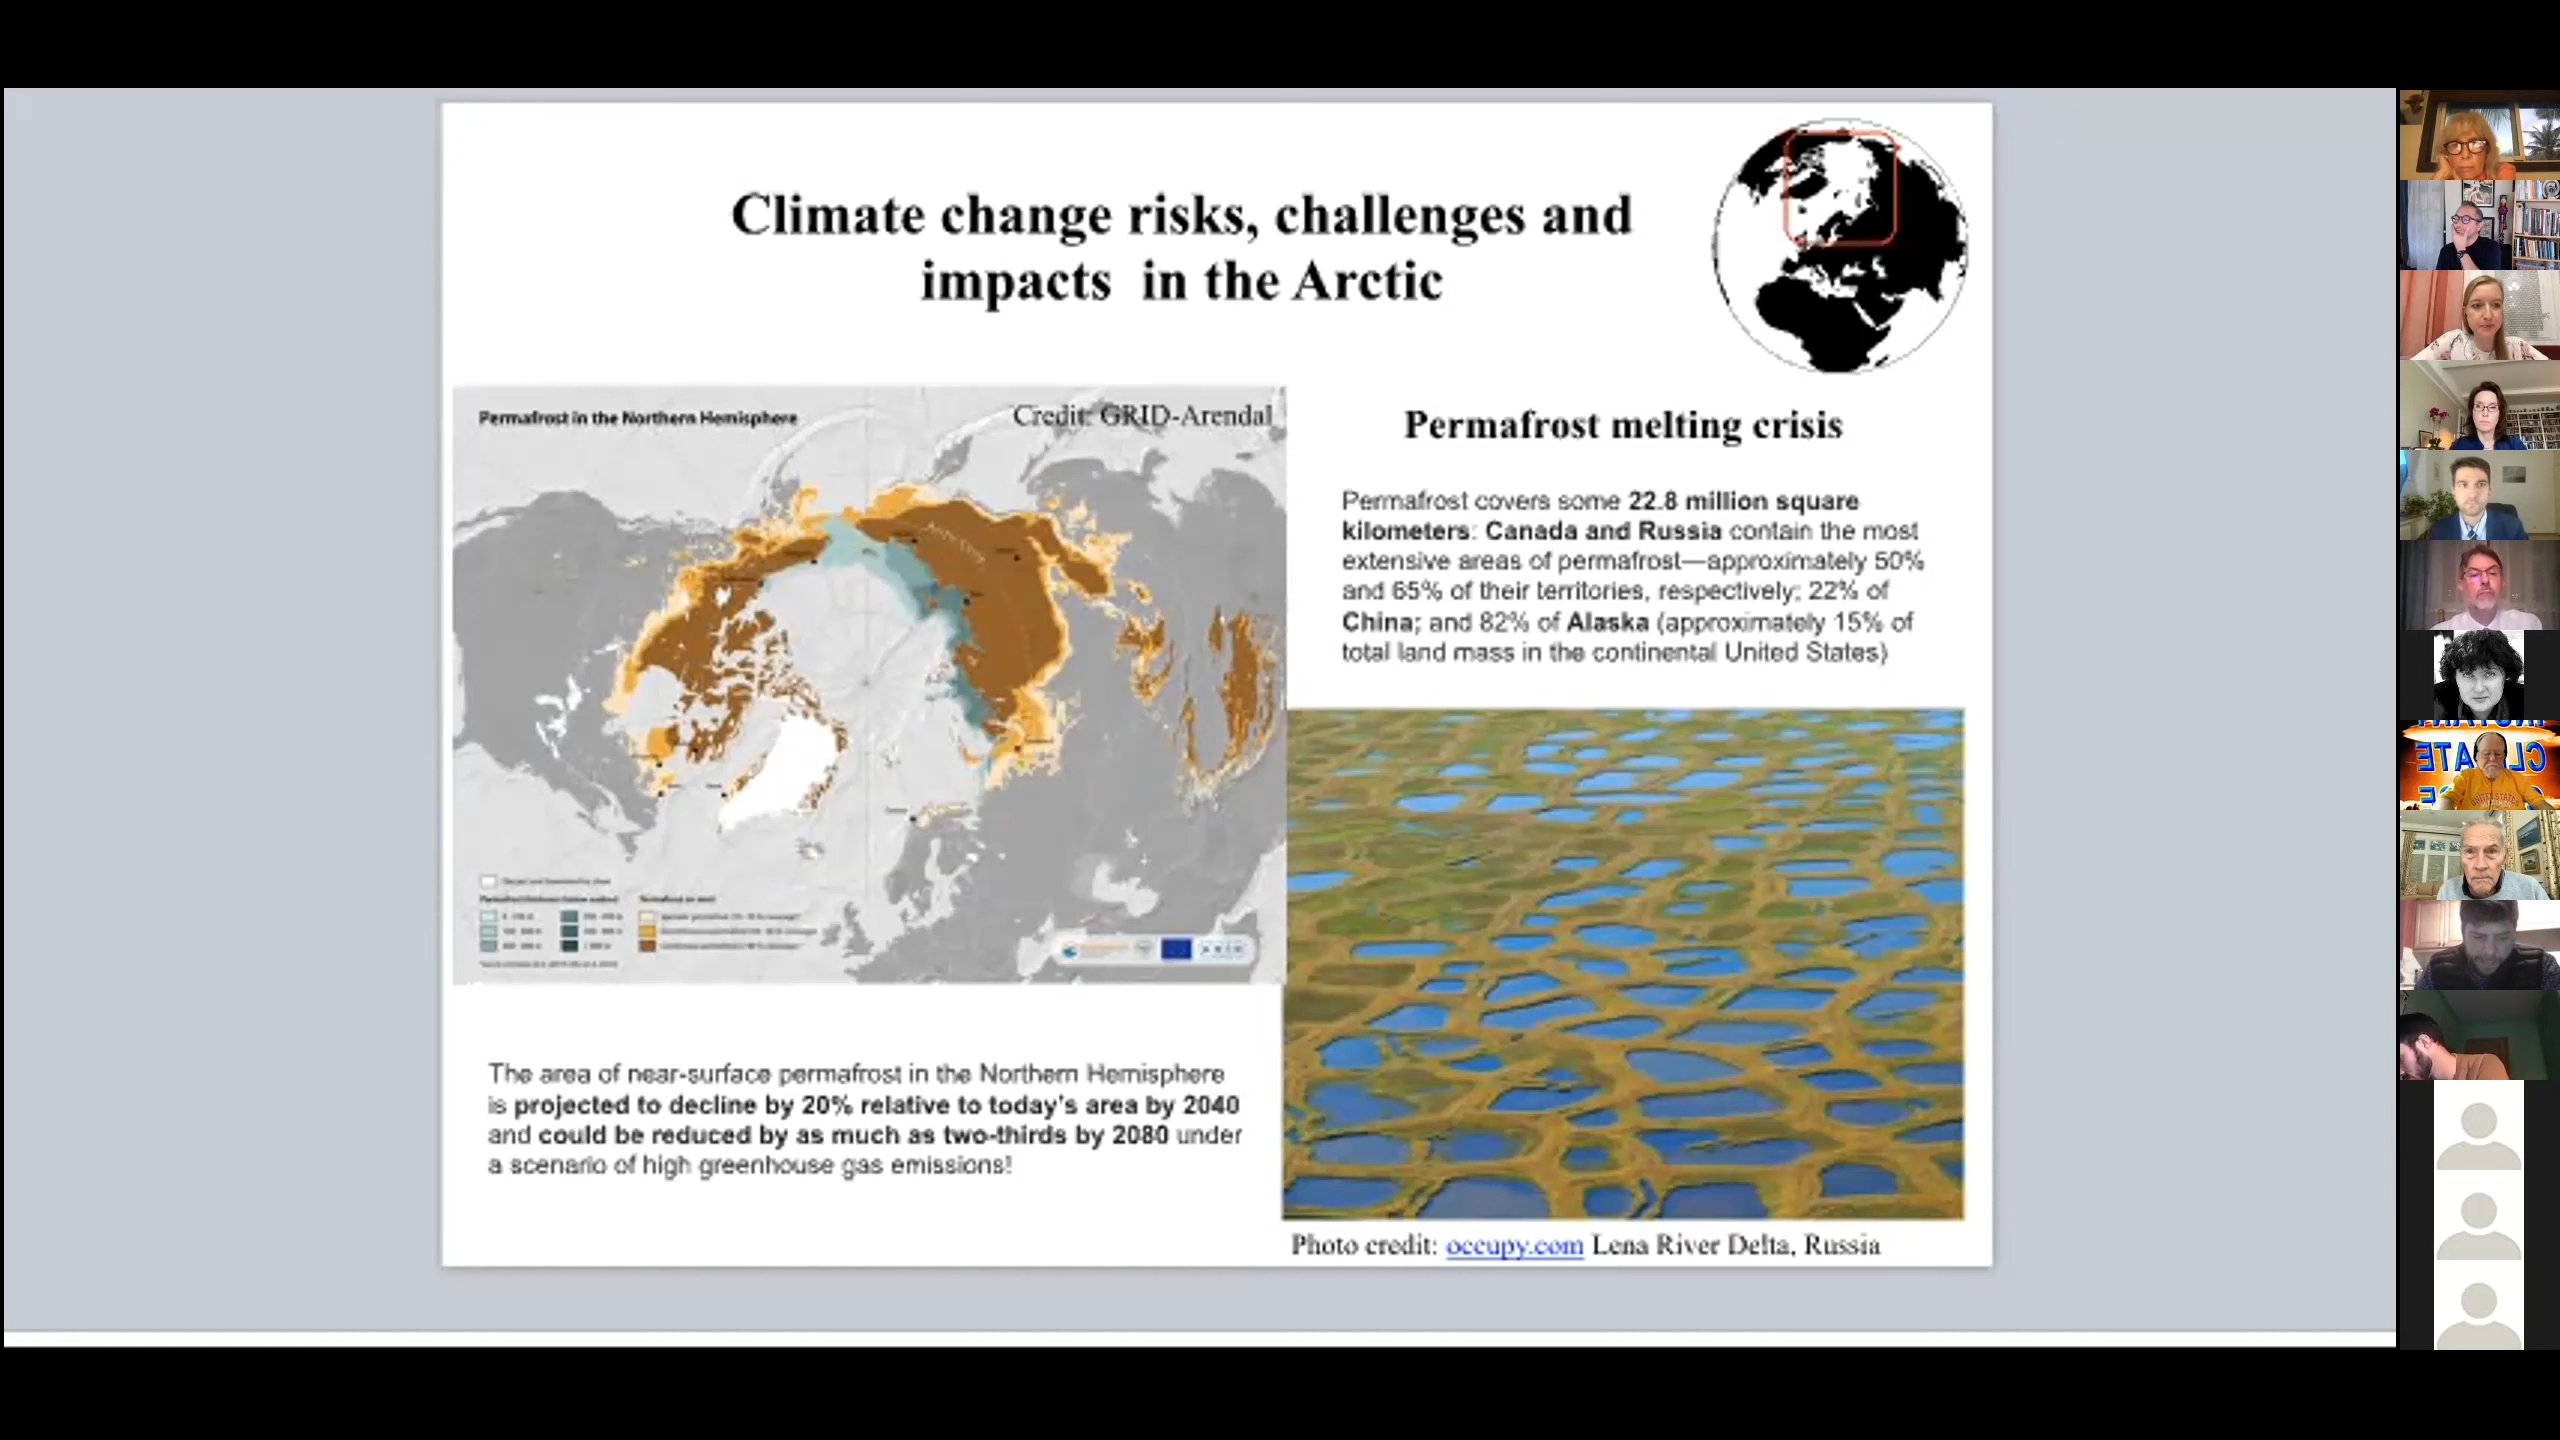 Climate change risks, challenges and
impacts in the Arctic
Permafrost in the Northern Hemisphere
Credit: GRID-Arendal
Permafrost melting crisis
Permafrost covers some 22.8 million square
kilometers: Canada and Russia contain the most
extensive areas of permafrost—approximately 50%
and 65% of their territories, respectively; 22% of
China; and 82% of Alaska (approximately 15% of
total land mass in the continental United States)
The area of near-surface permafrost in the Northern Hemisphere
is projected to decline by 20% relative to today's area by 2040
and could be reduced by as much as two-thirds by 2080 under
a scenario of high greenhouse gas emissions!
Photo credit: occupy.com Lena River Delta, Russia
UNITED STATES